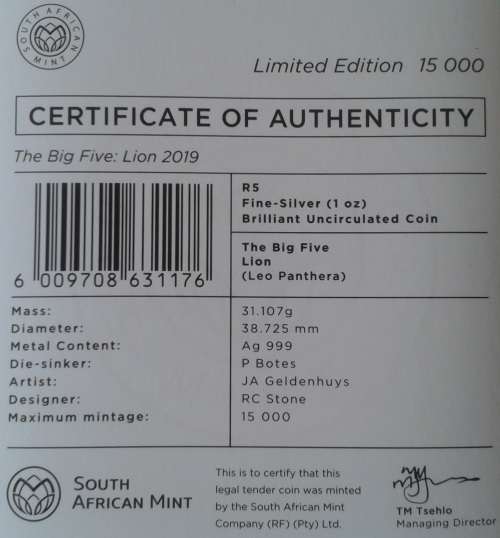 SOUTH AFRICAN MINT
Limited Edition 15 000
CERTIFICATE OF AUTHENTICITY
The Big Five: Lion 2019
6 009708 631176
R5
Fine-Silver (1 oz)
Brilliant Uncirculated Coin
The Big Five
Lion
(Leo Panthera)
Mass: 31.107g
Diameter: 38.725 mm
Metal Content: Ag 999
Die-sinker: P Botes
Artist: JA Geldenhuys
Designer: RC Stone
Maximum mintage: 15 000
SOUTH
AFRICAN MINT
This is to certify that this
legal tender coin was minted
by the South African Mint
Company (RF) (Pty) Ltd.
TM Tsehlo
Managing Director